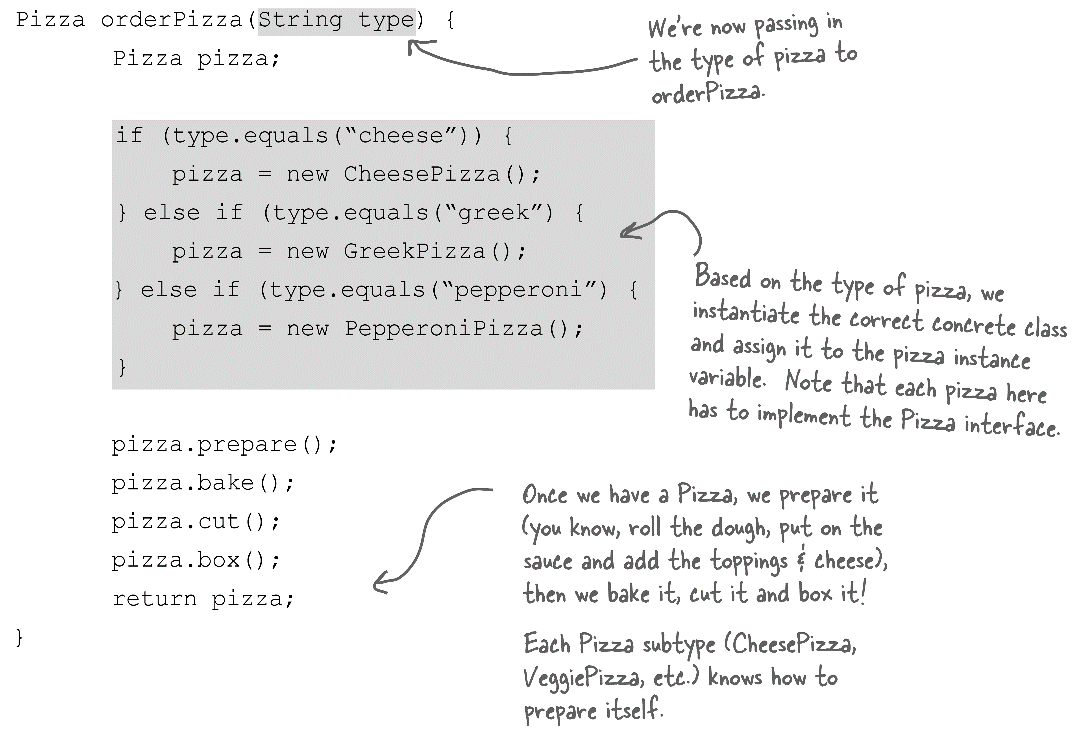 Pizza orderPizza(String type) {
Pizza pizza;
if (type.equals(“cheese”)) {
pizza = new CheesePizza();
} else if (type.equals(“greek”) {
pizza = new GreekPizza();
} else if (type.equals(“pepperoni”) {
pizza = new PepperoniPizza();
}
pizza.prepare();
pizza.bake();
pizza.cut();
pizza.box();
return pizza;
}
We're now passing in
the type of pizza to
orderPizza.
Based on the type of pizza, we
instantiate the correct concrete class
and assign it to the pizza instance
variable. Note that each pizza here
has to implement the Pizza interface.
Once we have a Pizza, we prepare it
(you know, roll the dough, put on the
sauce and add the toppings & cheese),
then we bake it, cut it and box it!
Each Pizza subtype (CheesePizza,
VeggiePizza, etc.) knows how to
prepare itself.